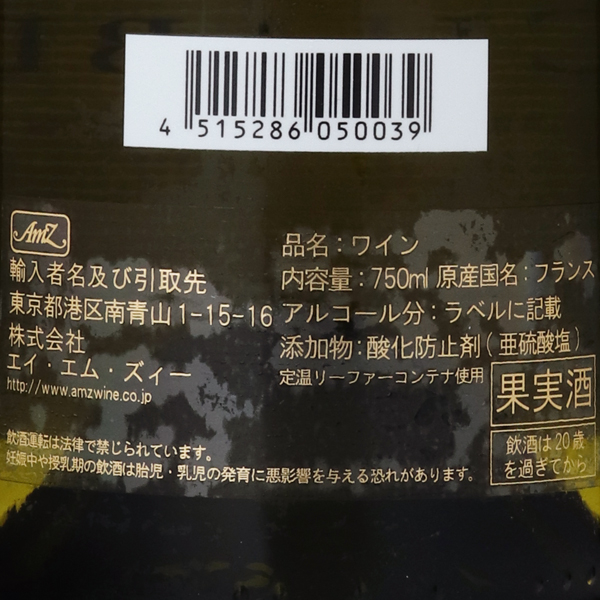 4 515286 050039
AmZ
輸入者名及び引取先
東京都港区南青山1-15-16
株式会社
エイ・エム・ズィー
http://www.amzwine.co.jp
品名：ワイン
内容量：750ml 原産国名：フランス
アルコール分：ラベルに記載
添加物：酸化防止剤(亜硫酸塩)
定温リーファーコンテナ使用
果実酒
飲酒は20歳
を過ぎてから
飲酒運転は法律で禁じられています。
妊娠中や授乳期の飲酒は胎児・乳児の発育に悪影響を与える恐れがあります。